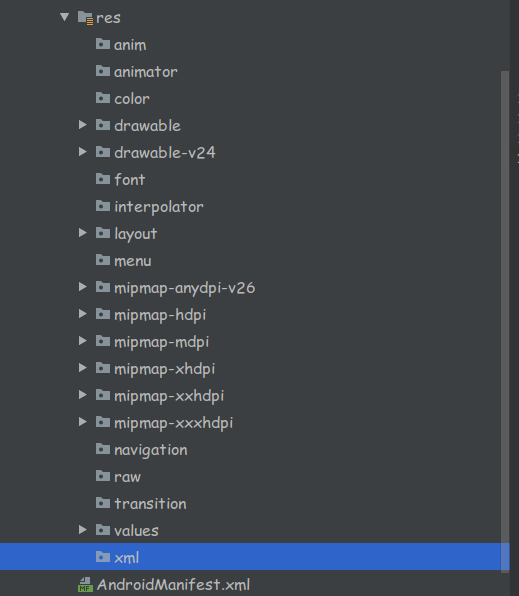 res
anim
animator
color
drawable
drawable-v24
font
interpolator
layout
menu
mipmap-anydpi-v26
mipmap-hdpi
mipmap-mdpi
mipmap-xhdpi
mipmap-xxhdpi
mipmap-xxxhdpi
navigation
raw
transition
values
xml
MF AndroidManifest.xml